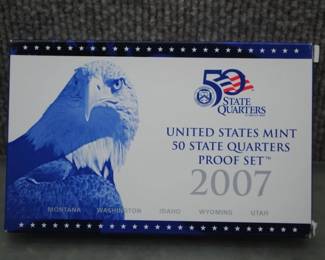 50
STATE
QUARTERS
UNITED STATES MINT
50 STATE QUARTERS
PROOF SET™
2007
MONTANA WASHINGTON IDAHO WYOMING UTAH